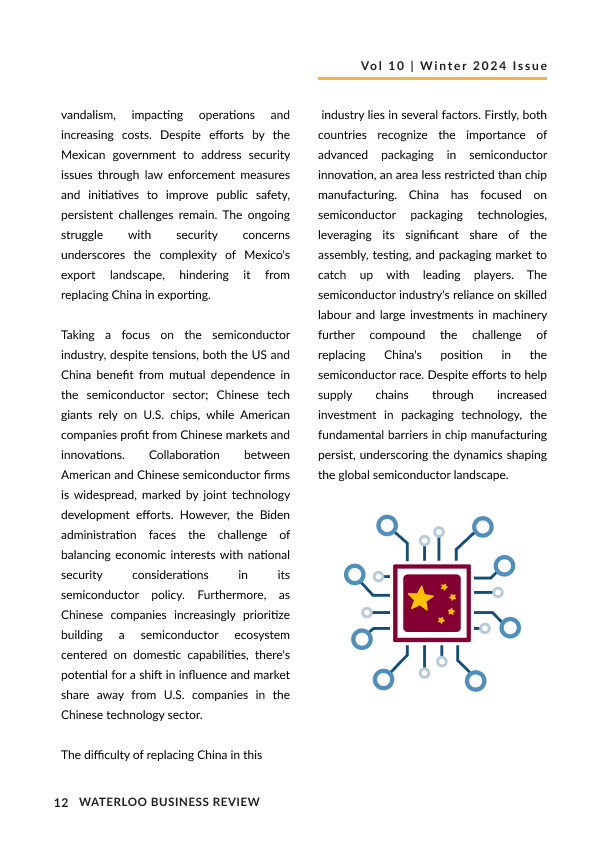 Vol 10 | Winter 2024 Issue
vandalism, impacting operations and
increasing costs. Despite efforts by the
Mexican government to address security
issues through law enforcement measures
and initiatives to improve public safety,
persistent challenges remain. The ongoing
struggle with security concerns
underscores the complexity of Mexico's
export landscape, hindering it from
replacing China in exporting.
Taking a focus on the semiconductor
industry, despite tensions, both the US and
China benefit from mutual dependence in
the semiconductor sector; Chinese tech
giants rely on U.S. chips, while American
companies profit from Chinese markets and
innovations. Collaboration between
American and Chinese semiconductor firms
is widespread, marked by joint technology
development efforts. However, the Biden
administration faces the challenge of
balancing economic interests with national
security considerations in its
semiconductor policy. Furthermore, as
Chinese companies increasingly prioritize
building a semiconductor ecosystem
centered on domestic capabilities, there's
potential for a shift in influence and market
share away from U.S. companies in the
Chinese technology sector.
The difficulty of replacing China in this
industry lies in several factors. Firstly, both
countries recognize the importance of
advanced packaging in semiconductor
innovation, an area less restricted than chip
manufacturing. China has focused on
semiconductor packaging technologies,
leveraging its significant share of the
assembly, testing, and packaging market to
catch up with leading players. The
semiconductor industry's reliance on skilled
labour and large investments in machinery
further compound the challenge of
replacing China's position in the
semiconductor race. Despite efforts to help
supply chains through increased
investment in packaging technology, the
fundamental barriers in chip manufacturing
persist, underscoring the dynamics shaping
the global semiconductor landscape.
12 WATERLOO BUSINESS REVIEW